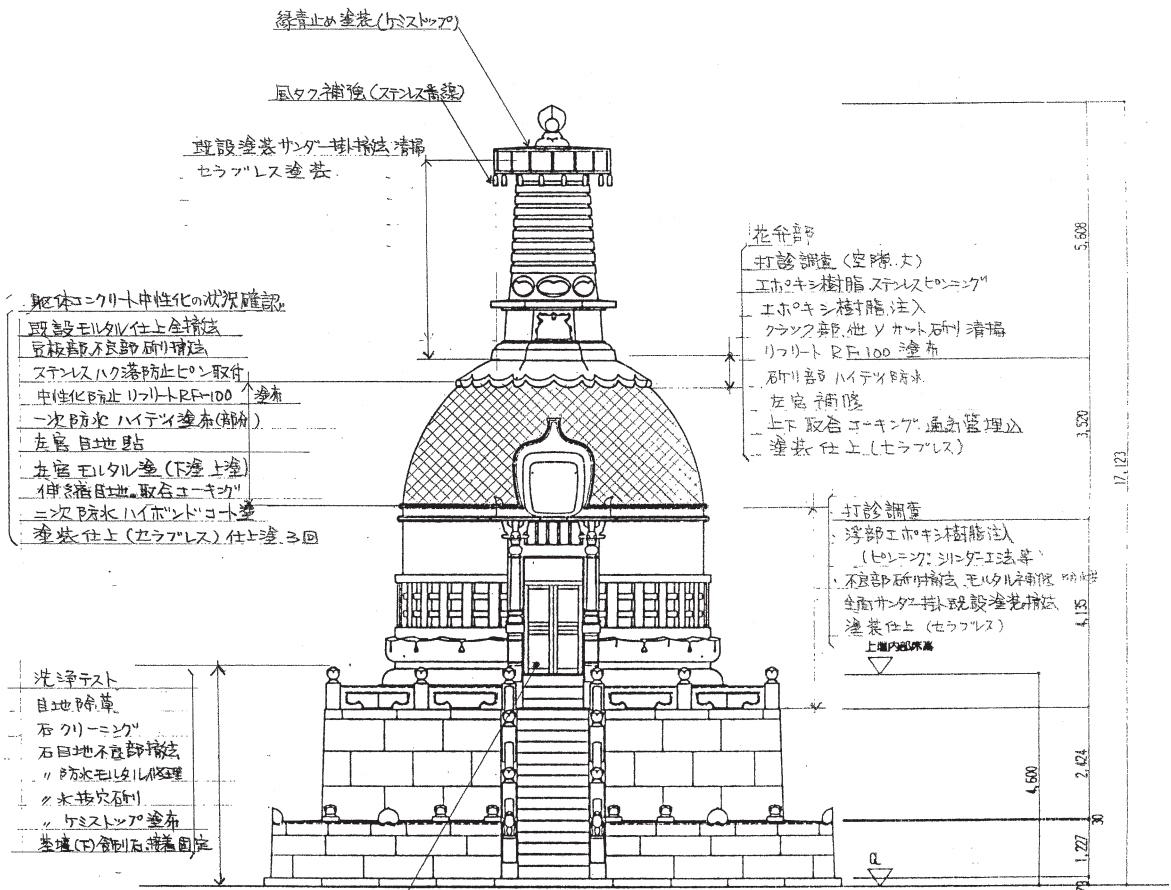 緑青止め塗装(ケミストップ)
風タク補強(ステンレス番線)
既設塗装サンダー掛け撤去 清掃
セラブレス塗装
躯体コンクリート中性化の状況確認
既設モルタル仕上全撤去
豆板部不良部斫り撤去
ステンレスハク落防止ピン取付
中性化防止リフリートRF-100 塗布
一次防水 ハイデイ塗布(部分)
左官 目地
左官モルタル塗(下塗上塗)
伸縮目地.取合コーキング
二次防水ハイボンドコート塗
塗装仕上(セラブレス)仕上塗3回
洗浄テスト
目地除草
石クリーニング
石目地不良部撤去
〃 防水モルタル修理
〃 水抜穴斫り
〃 ケミストップ塗布
基壇(下)飾り石.接着固定
花弁部
打診調査(空隙.大)
エポキシ樹脂ステンレスピンニング
エポキシ樹脂注入
クラック部.他Vカット斫り清掃
リフリートRF-100 塗布
斫り部ハイデイ防水
左官補修
上下取合コーキング.通気管埋込
塗装仕上(セラブレス)
打診調査
浮部エポキシ樹脂注入
(ピンニング.シリンダー工法等
不良部斫り撤去.モルタル補修
全面サンダー掛け既設塗装撤去
塗装仕上(セラブレス)
上壇内部床高
GL
5,608
3,520
4,135
2,424
30
1,227
4,600
17,123